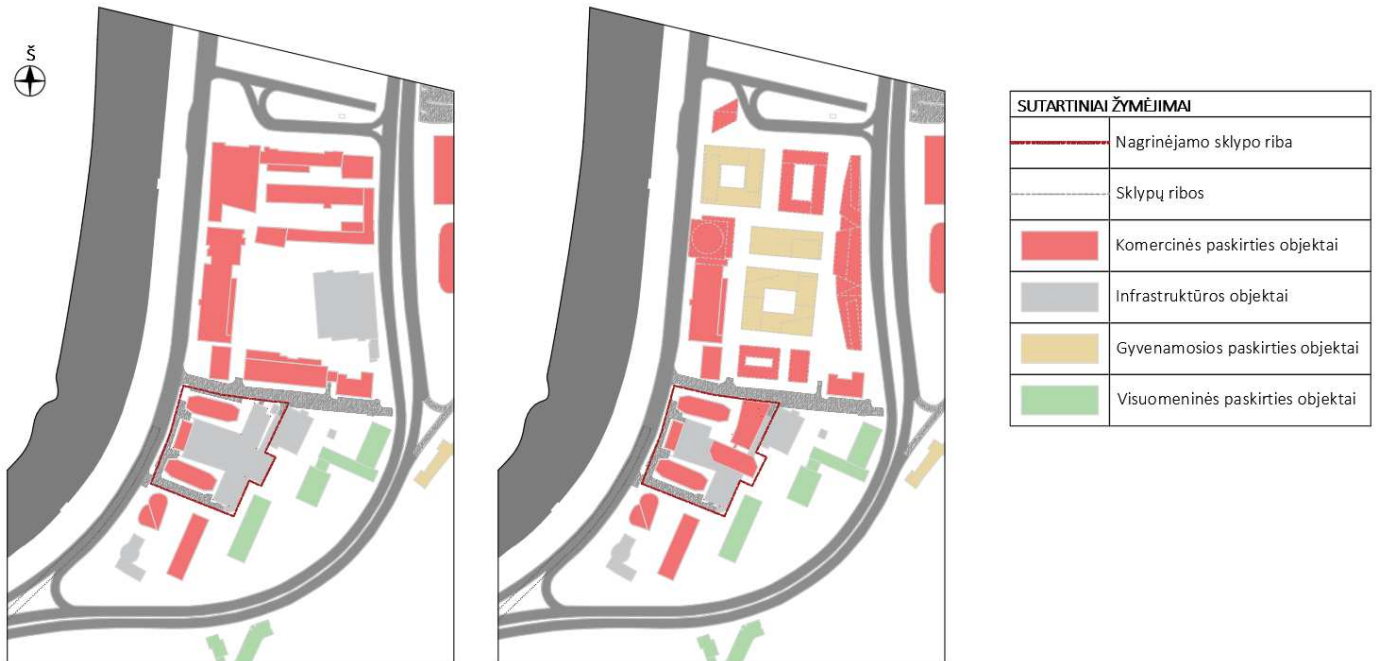 Š
SUTARTINIAI ŽYMĖJIMAI
Nagrinėjamo sklypo riba
Sklypų ribos
Komercinės paskirties objektai
Infrastruktūros objektai
Gyvenamosios paskirties objektai
Visuomeninės paskirties objektai